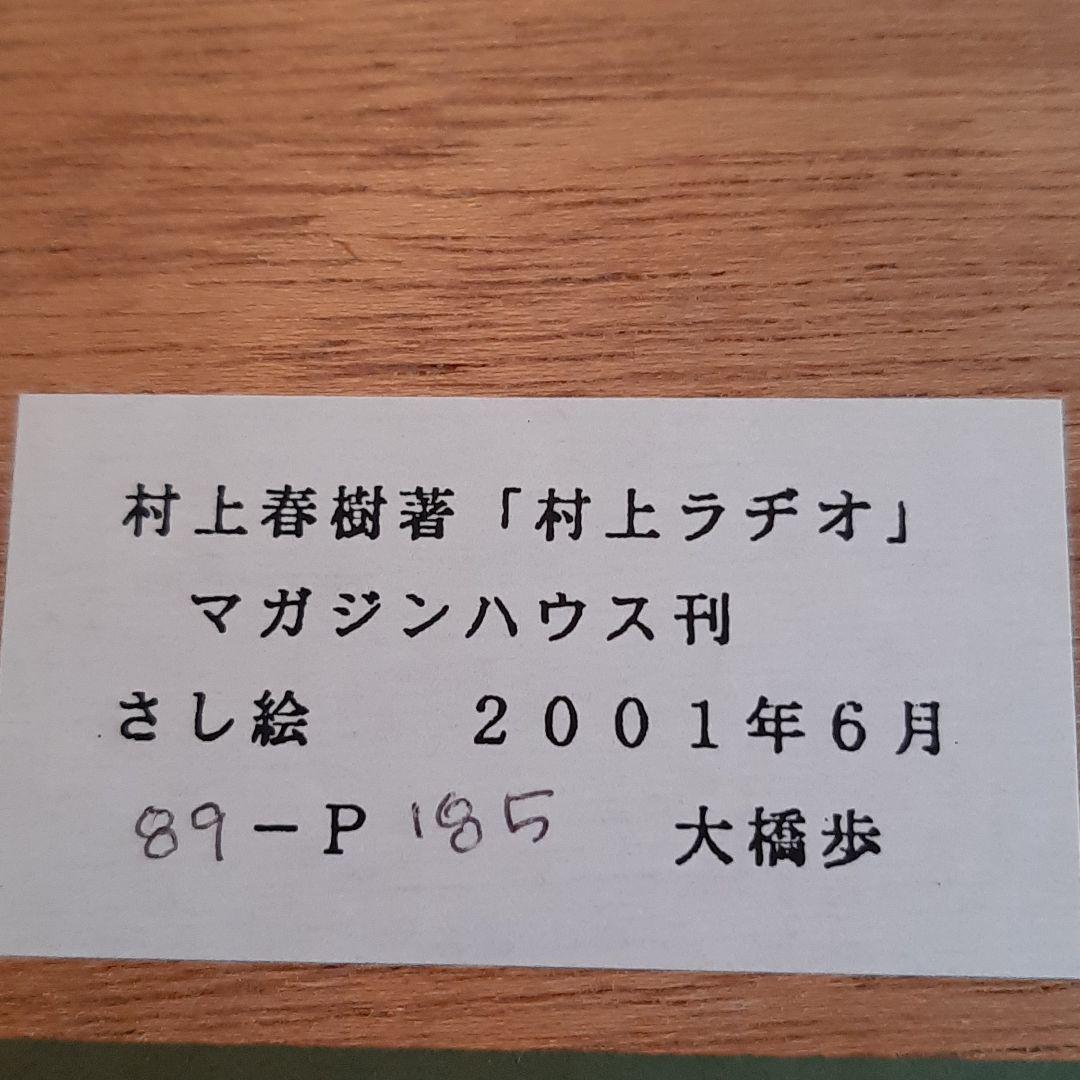 村上春樹著「村上ラヂオ」
マガジンハウス刊
さし絵　　２００１年６月
89－Ｐ 185　　大橋歩